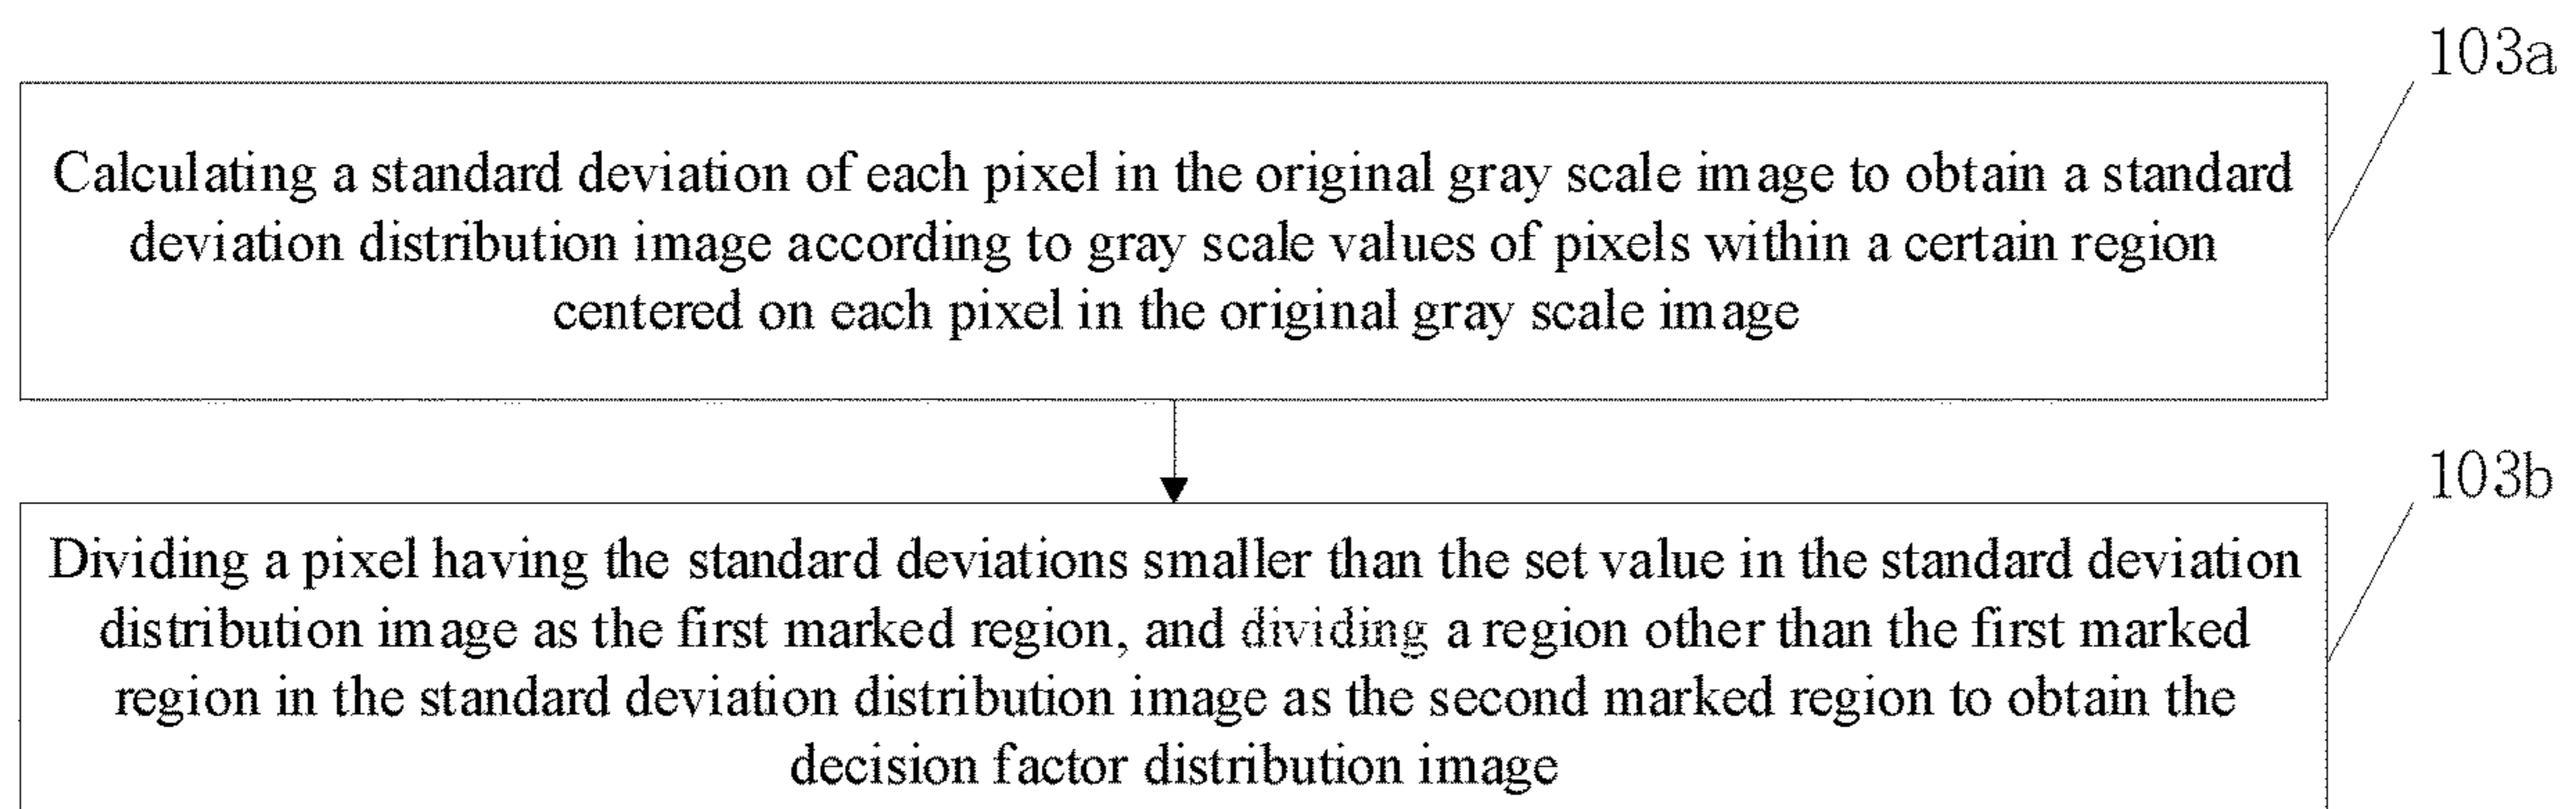 103a
Calculating a standard deviation of each pixel in the original gray scale image to obtain a standard
deviation distribution image according to gray scale values of pixels within a certain region
centered on each pixel in the original gray scale image
103b
Dividing a pixel having the standard deviations smaller than the set value in the standard deviation
distribution image as the first marked region, and dividing a region other than the first marked
region in the standard deviation distribution image as the second marked region to obtain the
decision factor distribution image